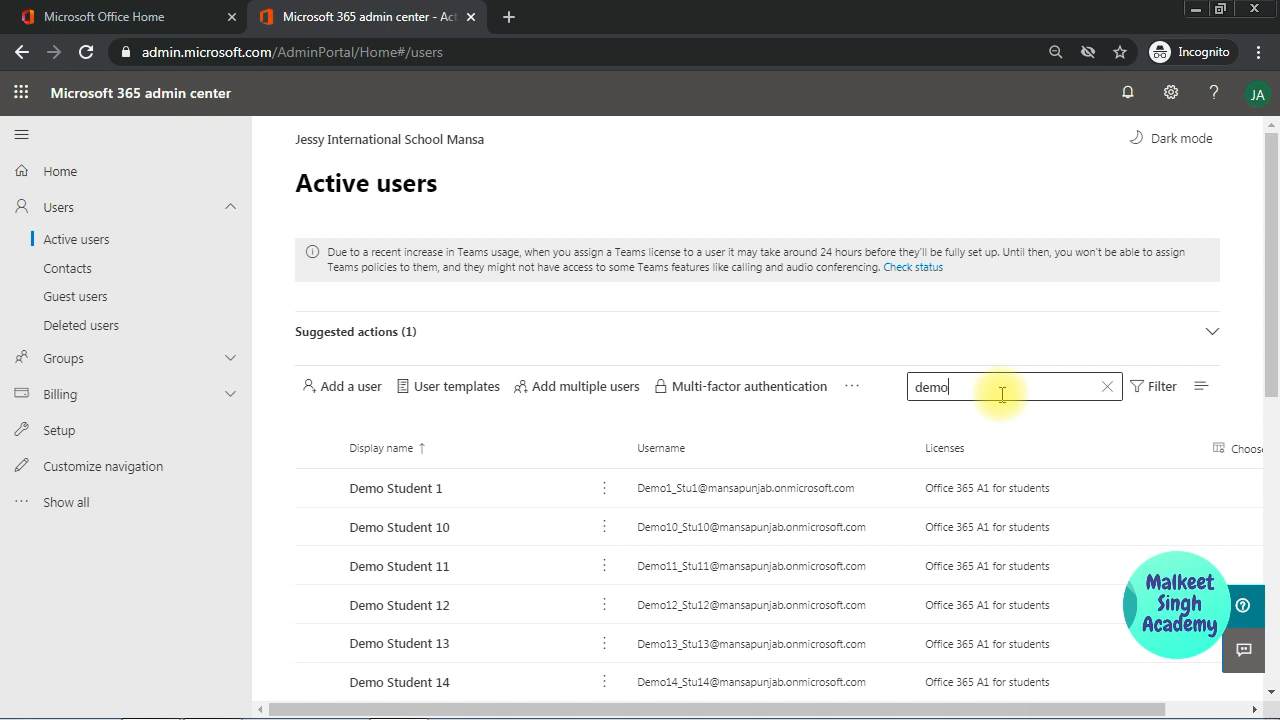 Microsoft Office Home
Microsoft 365 admin center - Act
admin.microsoft.com/AdminPortal/Home#/users
Incognito
Microsoft 365 admin center
JA
Home
Users
Active users
Contacts
Guest users
Deleted users
Groups
Billing
Setup
Customize navigation
Show all
Jessy International School Mansa
Dark mode
Active users
Due to a recent increase in Teams usage, when you assign a Teams license to a user it may take around 24 hours before they'll be fully set up. Until then, you won't be able to assign
Teams policies to them, and they might not have access to some Teams features like calling and audio conferencing. Check status
Suggested actions (1)
Add a user
User templates
Add multiple users
Multi-factor authentication
demo
Filter
Display name ↑
Username
Licenses
Choose
Demo Student 1
Demo1_Stu1@mansapunjab.onmicrosoft.com
Office 365 A1 for students
Demo Student 10
Demo10_Stu10@mansapunjab.onmicrosoft.com
Office 365 A1 for students
Demo Student 11
Demo11_Stu11@mansapunjab.onmicrosoft.com
Office 365 A1 for students
Demo Student 12
Demo12_Stu12@mansapunjab.onmicrosoft.com
Office 365 A1 for students
Demo Student 13
Demo13_Stu13@mansapunjab.onmicrosoft.com
Office 365 A1 for students
Demo Student 14
Demo14_Stu14@mansapunjab.onmicrosoft.com
Office 365 A1 for students
Malkeet
Singh
Academy